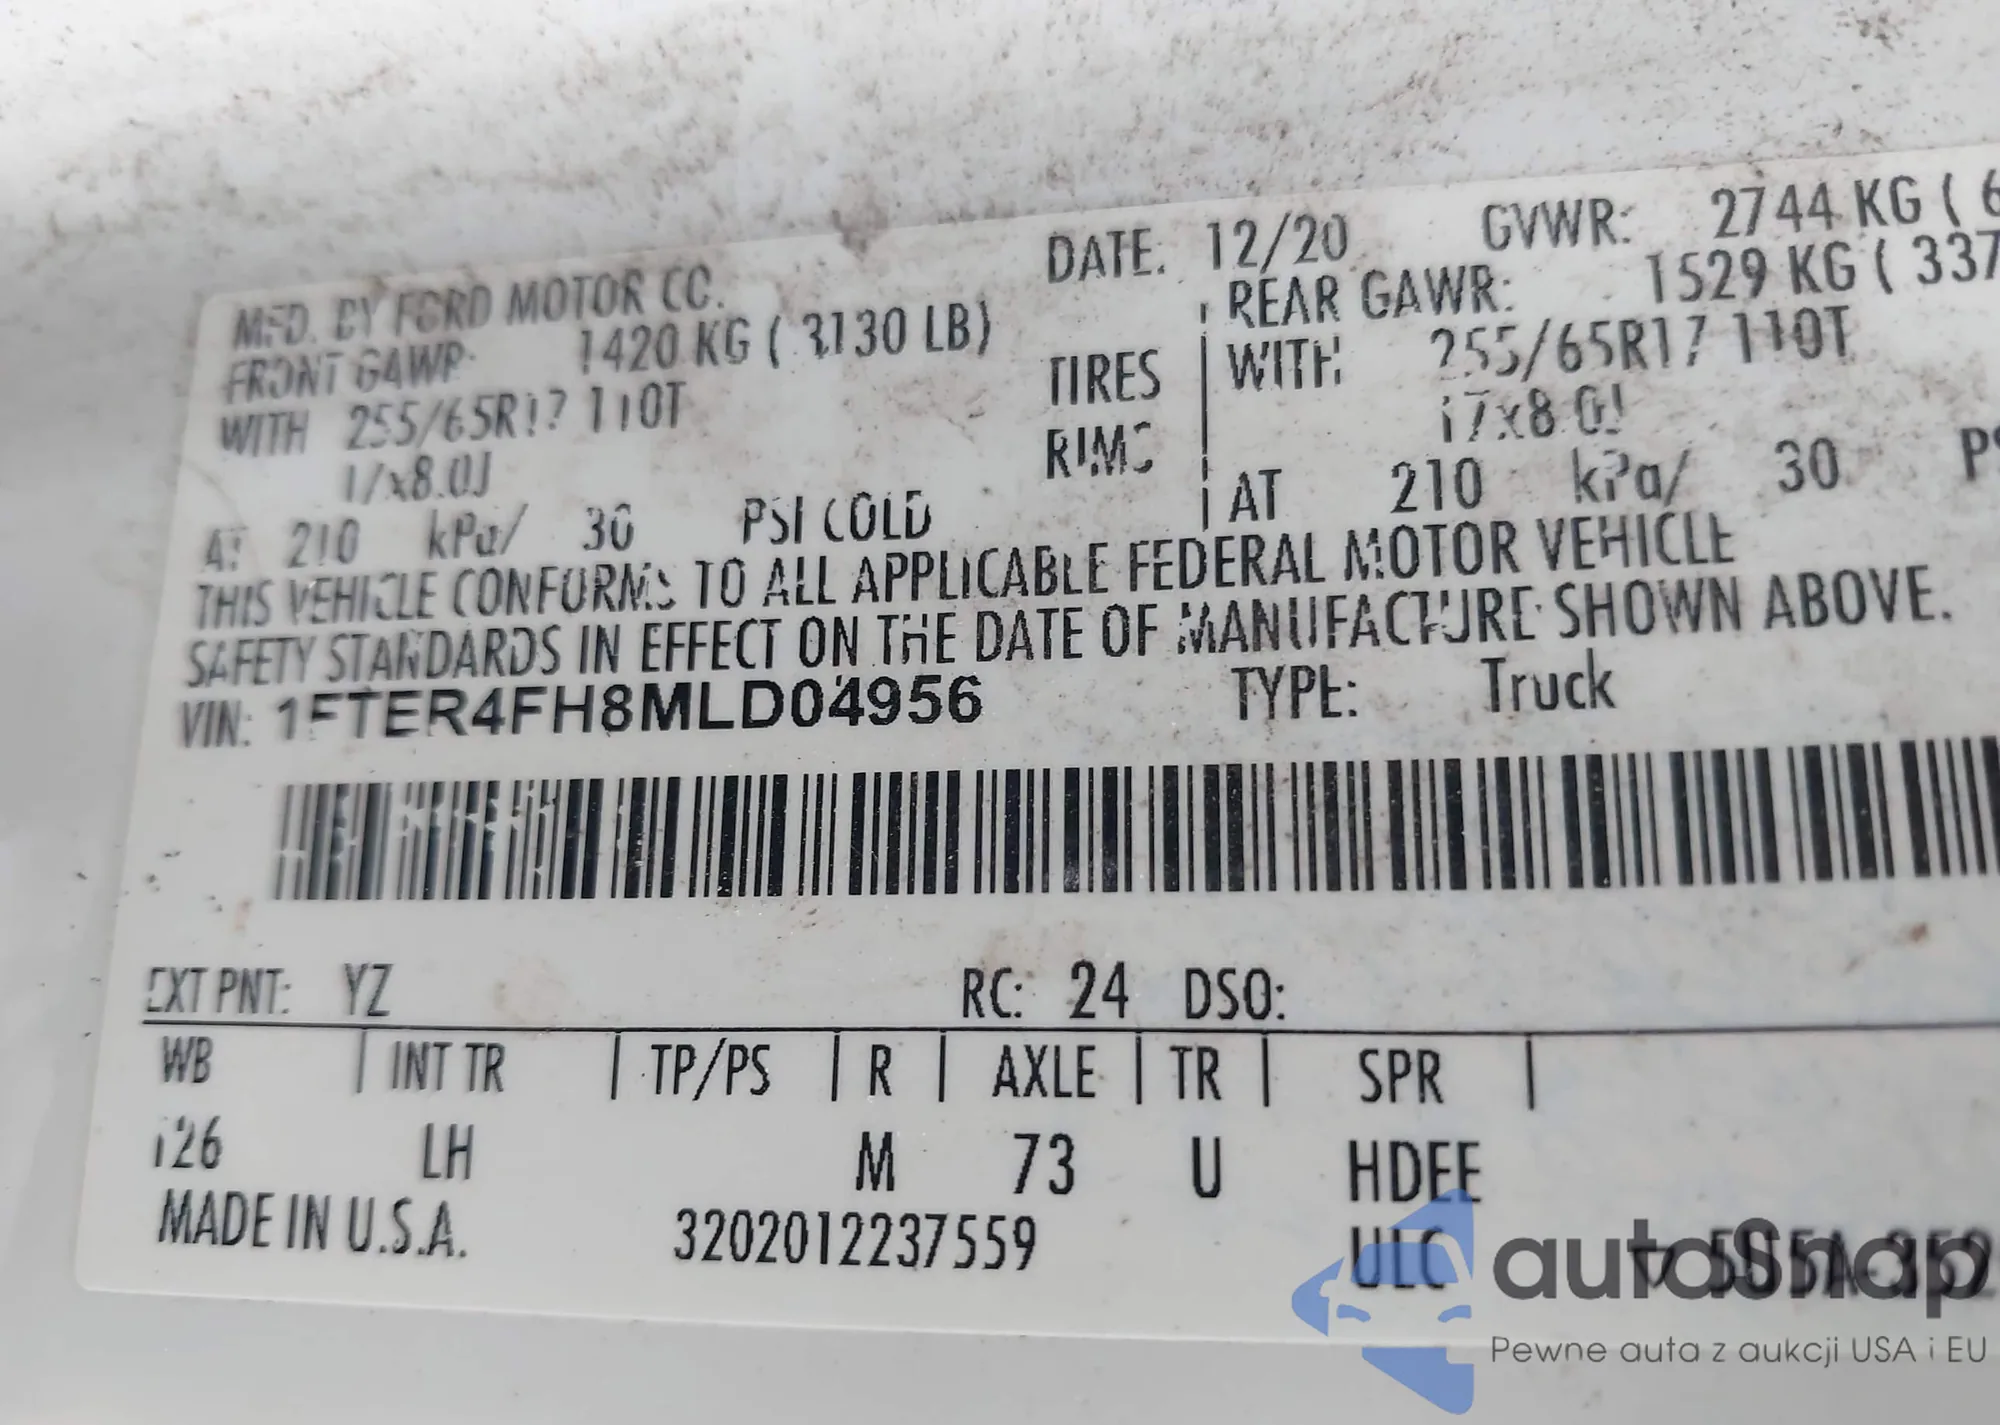 MFD. BY FORD MOTOR CO.
DATE: 12/20 GVWR: 2744 KG ( 6
FRONT GAWR: 1420 KG ( 3130 LB)
REAR GAWR: 1529 KG ( 337
WITH 255/65R17 110T
TIRES WITH 255/65R17 110T
17x8.0J
RIMS 17x8.0J
AT 210 kPa/ 30 PSI COLD
AT 210 kPa/ 30 PS
THIS VEHICLE CONFORMS TO ALL APPLICABLE FEDERAL MOTOR VEHICLE
SAFETY STANDARDS IN EFFECT ON THE DATE OF MANUFACTURE SHOWN ABOVE.
VIN: 1FTER4FH8MLD04956 TYPE: Truck
EXT PNT: YZ RC: 24 DSO:
WB | INT TR | TP/PS | R | AXLE | TR | SPR |
126 LH M 73 U HDEE
MADE IN U.S.A. 3202012237559 ULC
autoSnap
Pewne auta z aukcji USA i EU